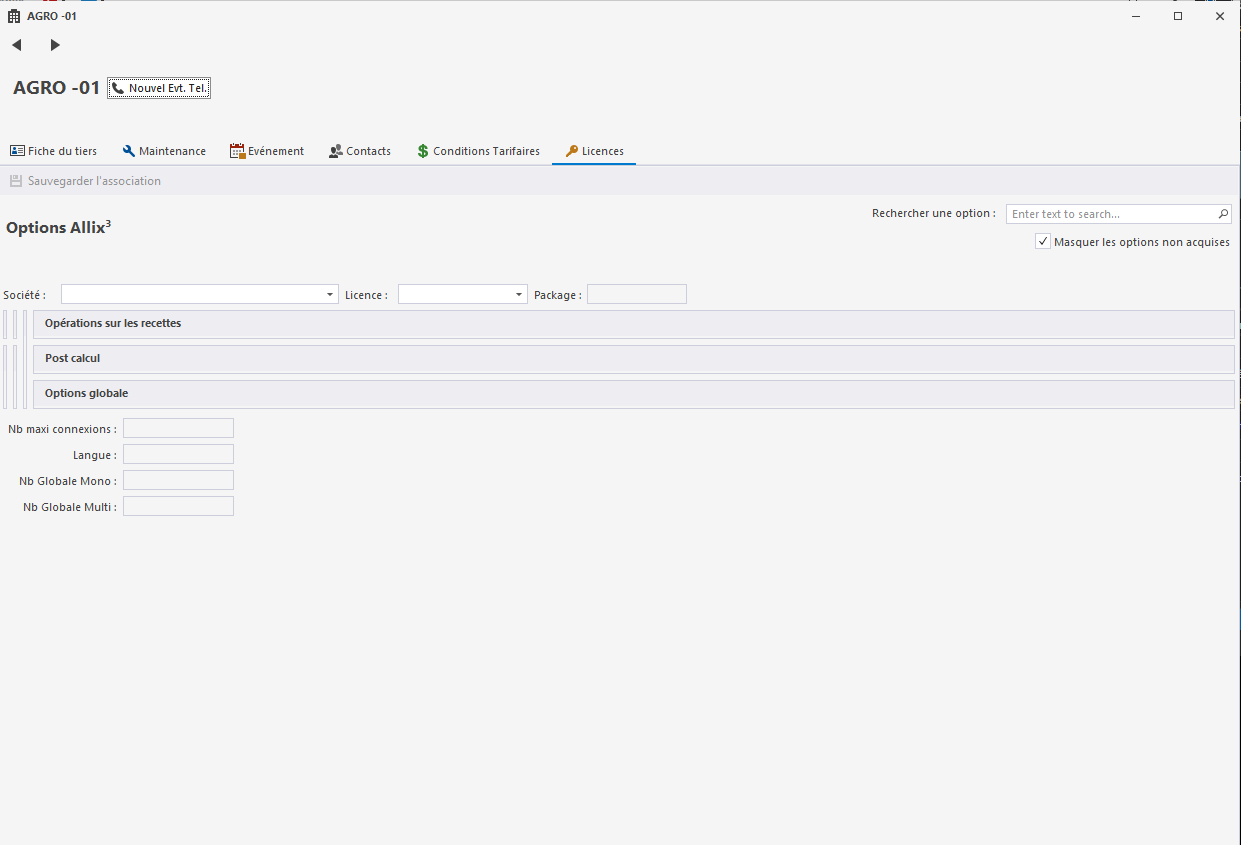 AGRO -01
AGRO -01
Nouvel Evt. Tel.
Fiche du tiers
Maintenance
Evénement
Contacts
Conditions Tarifaires
Licences
Sauvegarder l'association
Options Allix³
Rechercher une option :
Enter text to search...
Masquer les options non acquises
Société :
Licence :
Package :
Opérations sur les recettes
Post calcul
Options globale
Nb maxi connexions :
Langue :
Nb Globale Mono :
Nb Globale Multi :